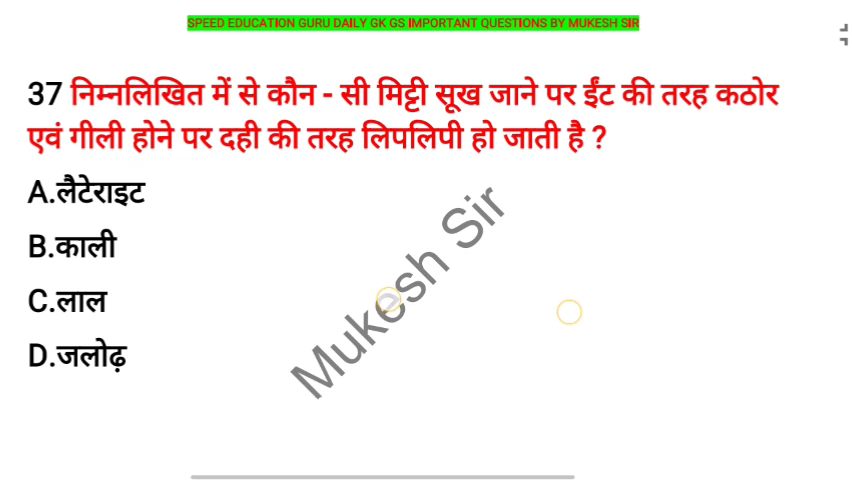 SPEED EDUCATION GURU DAILY GK GS IMPORTANT QUESTIONS BY MUKESH SIR
37 निम्नलिखित में से कौन - सी मिट्टी सूख जाने पर ईंट की तरह कठोर
एवं गीली होने पर दही की तरह लिपलिपी हो जाती है ?
A.लैटेराइट
B.काली
C.लाल
D.जलोढ़
Mukesh Sir